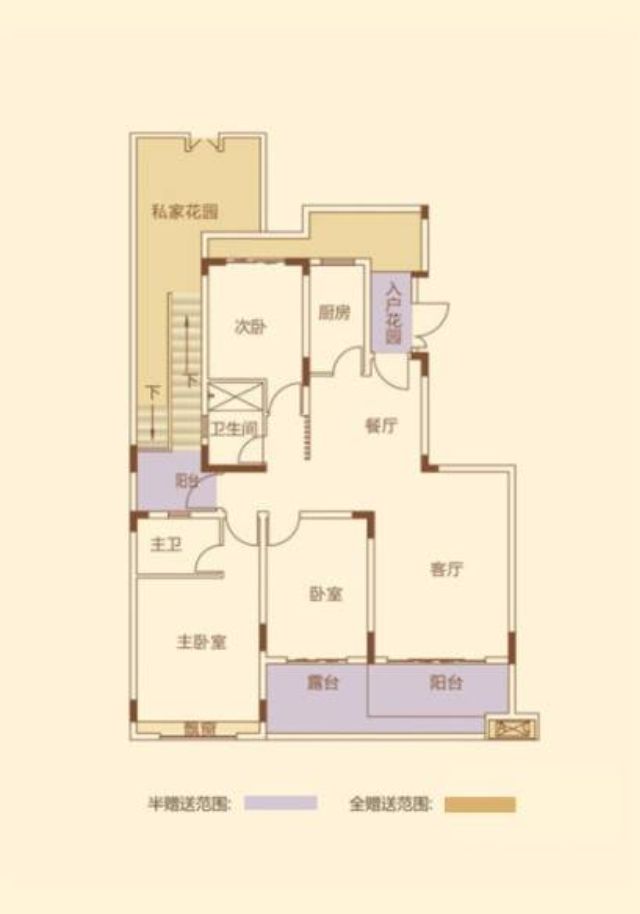 私家花园
次卧
厨房
入户花园
下
下
卫生间
餐厅
阳台
主卫
卧室
客厅
主卧室
露台
阳台
飘窗
半赠送范围:
全赠送范围: